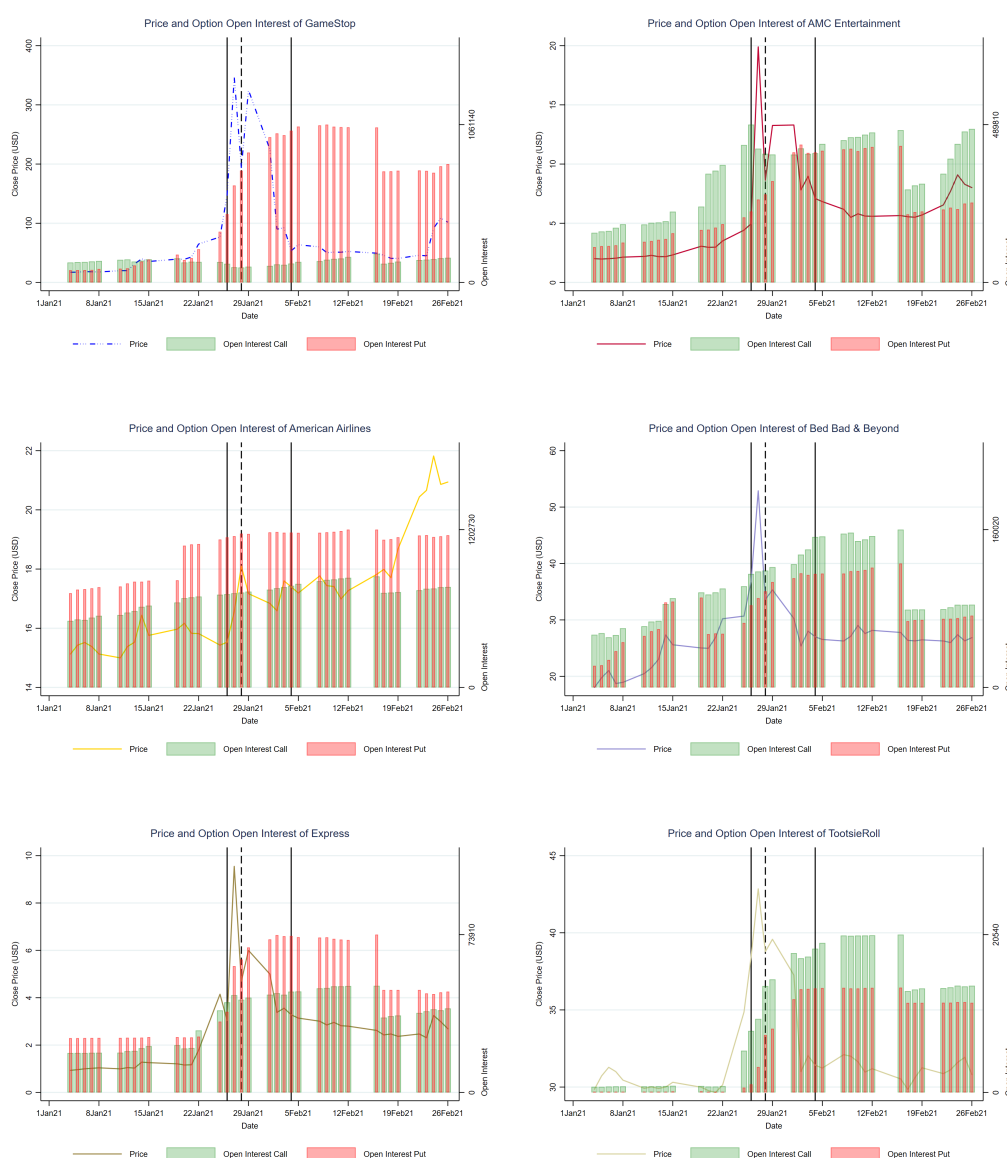 Price and Option Open Interest of GameStop
Close Price (USD)
400
300
200
100
0
1061140
0
Open Interest
1Jan21 8Jan21 15Jan21 22Jan21 29Jan21 5Feb21 12Feb21 19Feb21 26Feb21
Date
Price Open Interest Call Open Interest Put
Price and Option Open Interest of AMC Entertainment
Close Price (USD)
20
15
10
5
0
489810
0
1Jan21 8Jan21 15Jan21 22Jan21 29Jan21 5Feb21 12Feb21 19Feb21 26Feb21
Date
Price Open Interest Call Open Interest Put
Price and Option Open Interest of American Airlines
Close Price (USD)
22
20
18
16
14
1202730
0
Open Interest
1Jan21 8Jan21 15Jan21 22Jan21 29Jan21 5Feb21 12Feb21 19Feb21 26Feb21
Date
Price Open Interest Call Open Interest Put
Price and Option Open Interest of Bed Bad & Beyond
Close Price (USD)
60
50
40
30
20
160020
0
1Jan21 8Jan21 15Jan21 22Jan21 29Jan21 5Feb21 12Feb21 19Feb21 26Feb21
Date
Price Open Interest Call Open Interest Put
Price and Option Open Interest of Express
Close Price (USD)
10
8
6
4
2
0
73910
0
Open Interest
1Jan21 8Jan21 15Jan21 22Jan21 29Jan21 5Feb21 12Feb21 19Feb21 26Feb21
Date
Price Open Interest Call Open Interest Put
Price and Option Open Interest of TootsieRoll
Close Price (USD)
45
40
35
30
20540
0
1Jan21 8Jan21 15Jan21 22Jan21 29Jan21 5Feb21 12Feb21 19Feb21 26Feb21
Date
Price Open Interest Call Open Interest Put